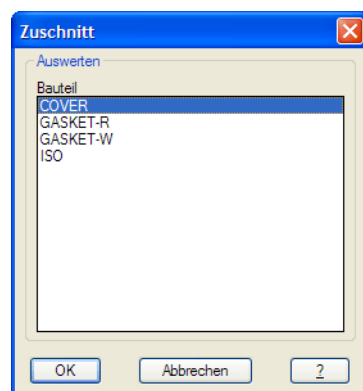 Zuschnitt
Auswerten
Bauteil
COVER
GASKET-R
GASKET-W
ISO
OK Abbrechen ?